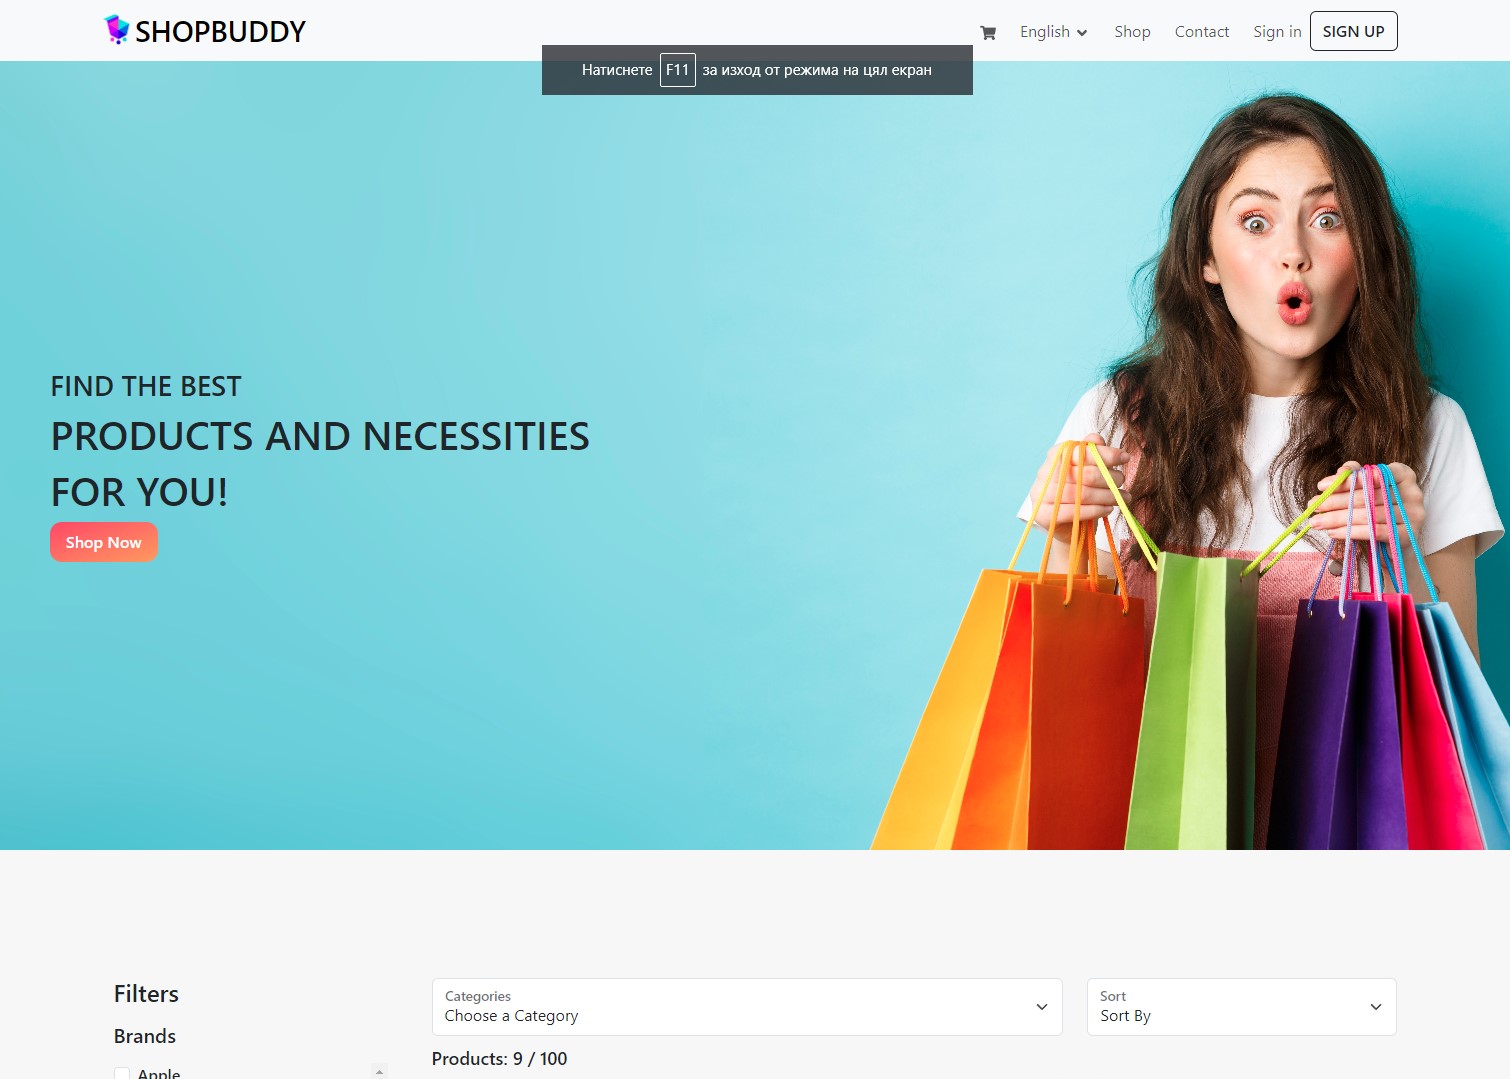 SHOPBUDDY
English
Shop
Contact
Sign in
SIGN UP
Натиснете F11 за изход от режима на цял екран
FIND THE BEST
PRODUCTS AND NECESSITIES
FOR YOU!
Shop Now
Filters
Brands
Apple
Categories
Choose a Category
Sort
Sort By
Products: 9 / 100